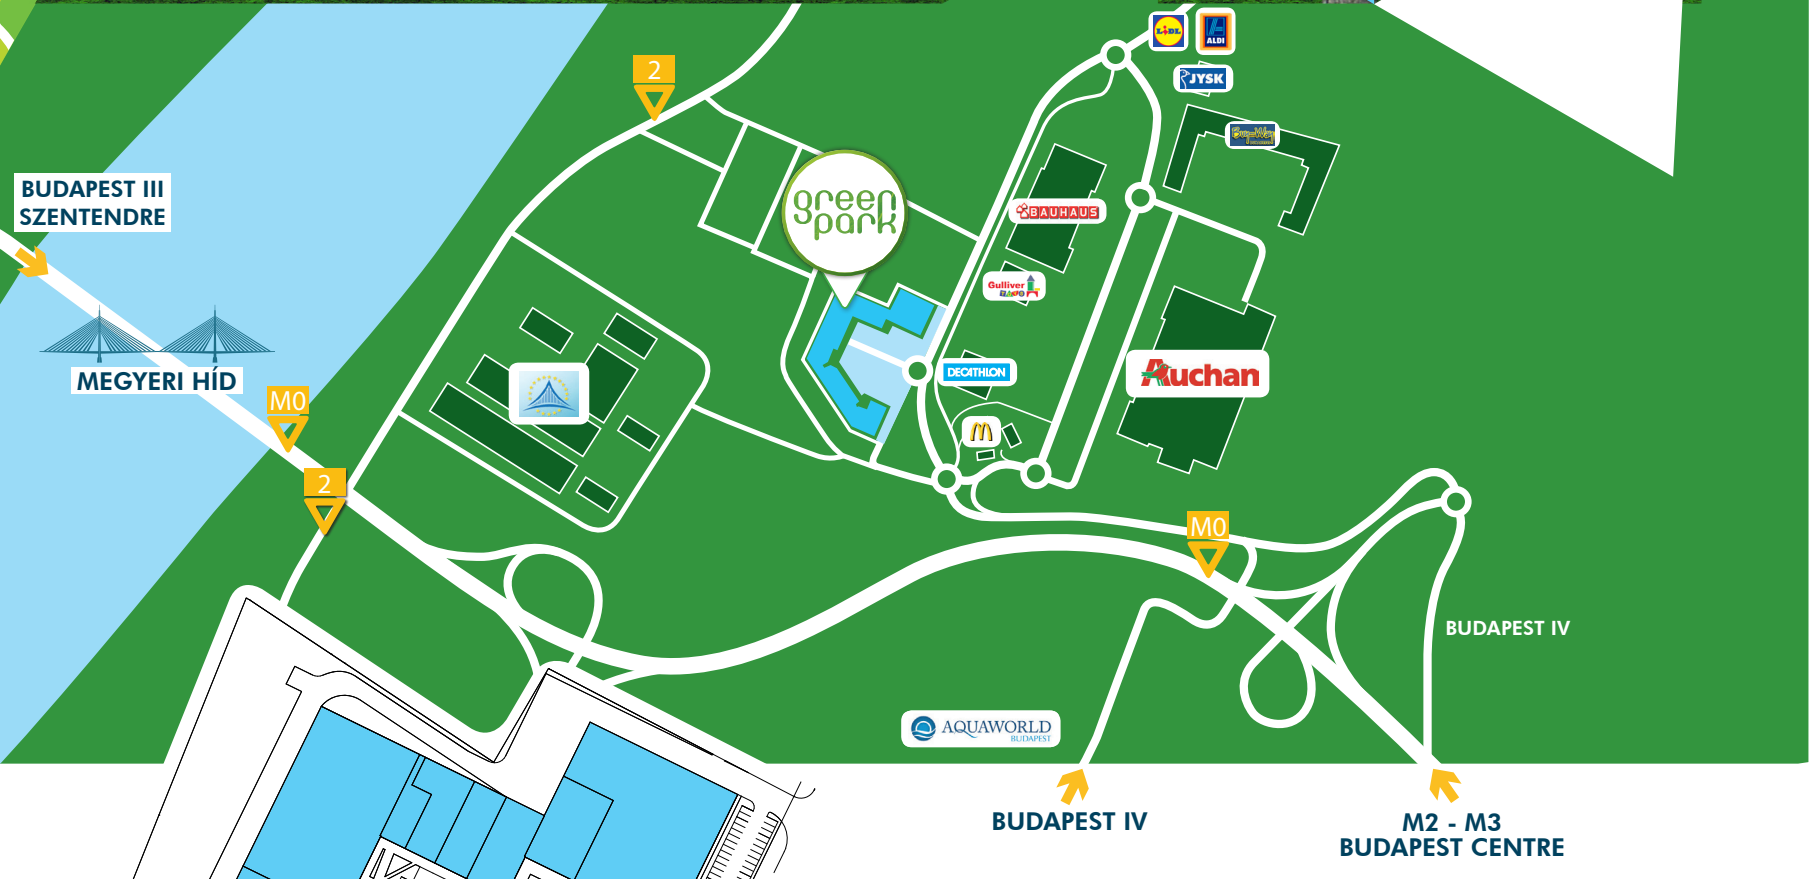 LIDL
ALDI
JYSK
2
BUDAPEST III
SZENTENDRE
green
park
BAUHAUS
Gulliver
MEGYERI HÍD
DECATHLON
Auchan
M0
2
M0
BUDAPEST IV
AQUAWORLD
BUDAPEST
BUDAPEST IV
M2 - M3
BUDAPEST CENTRE